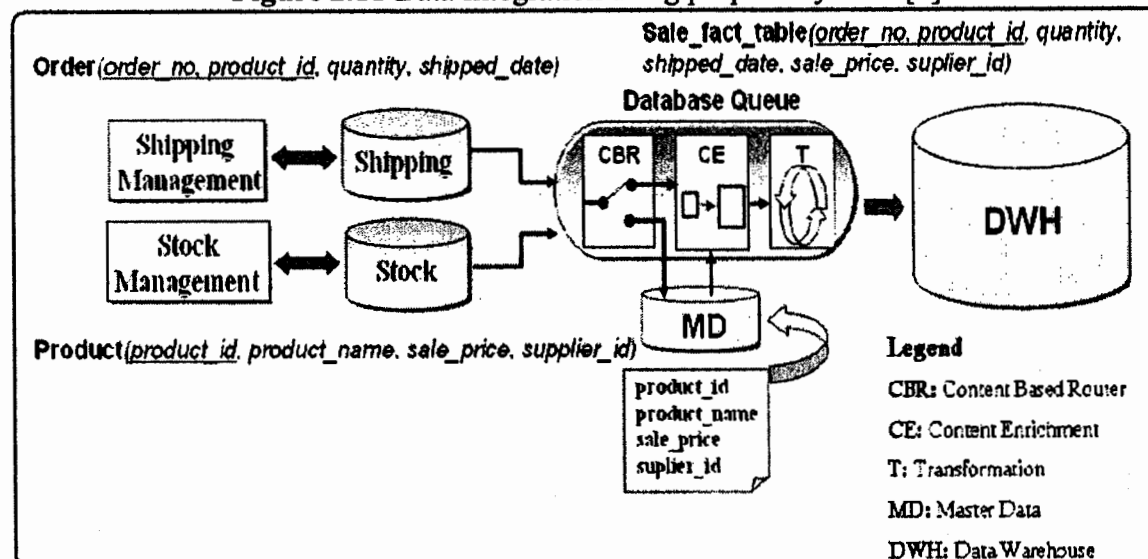 Sale_fact_table(order_no, product_id, quantity,
shipped_date, sale_price, suplier_id)
Order(order_no, product_id, quantity, shipped_date)
Database Queue
Shipping
Management
Shipping
CBR
CE
T
DWH
Stock
Management
Stock
MD
Product(product_id, product_name, sale_price, supplier_id)
product_id
product_name
sale_price
suplier_id
Legend
CBR: Content Based Router
CE: Content Enrichment
T: Transformation
MD: Master Data
DWH: Data Warehouse